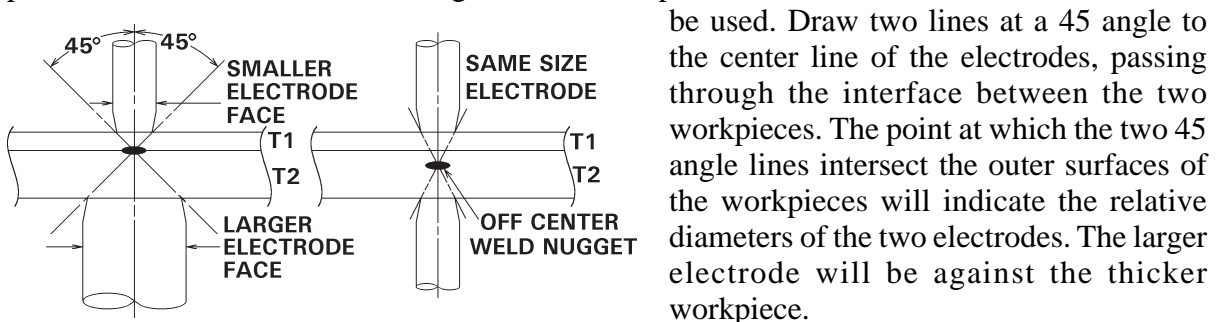 45°
45°
SMALLER
ELECTRODE
FACE
T1
T2
LARGER
ELECTRODE
FACE
SAME SIZE
ELECTRODE
T1
T2
OFF CENTER
WELD NUGGET
be used. Draw two lines at a 45 angle to
the center line of the electrodes, passing
through the interface between the two
workpieces. The point at which the two 45
angle lines intersect the outer surfaces of
the workpieces will indicate the relative
diameters of the two electrodes. The larger
electrode will be against the thicker
workpiece.